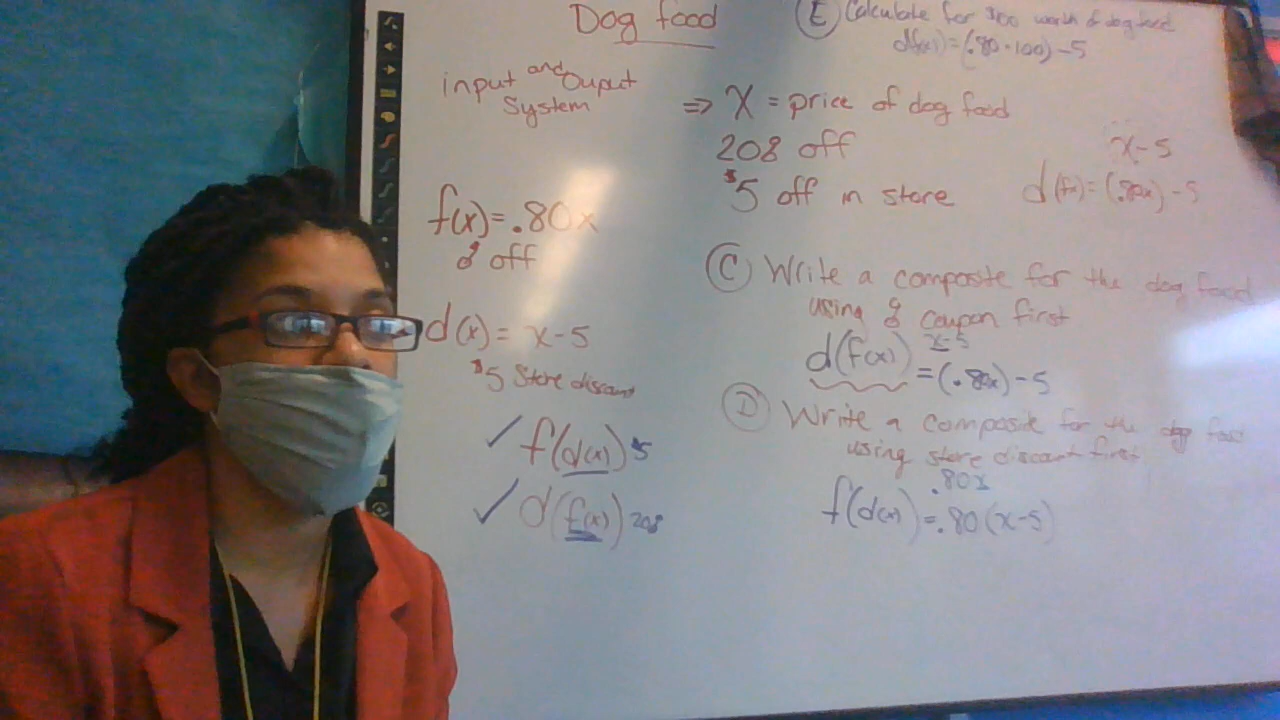 Dog food
input and Ouput
System
f(x)=.80x
% off
d(x) = x-5
$5 Store discount
✓ f(d(x)) $5
✓ d(f(x)) 20%
(E) Calculate for $100 worth of dog food
d(f(x))=(.80·100)-5
⇒ X = price of dog food
20% off
$5 off in store
x-5
d(fx)=(.80x)-5
(C) Write a composite for the dog food
using % coupon first
x-5
d(f(x)) =(.80x)-5
(D) Write a composite for the dog food
using store discount first
.80x
f(d(x)) =.80(x-5)